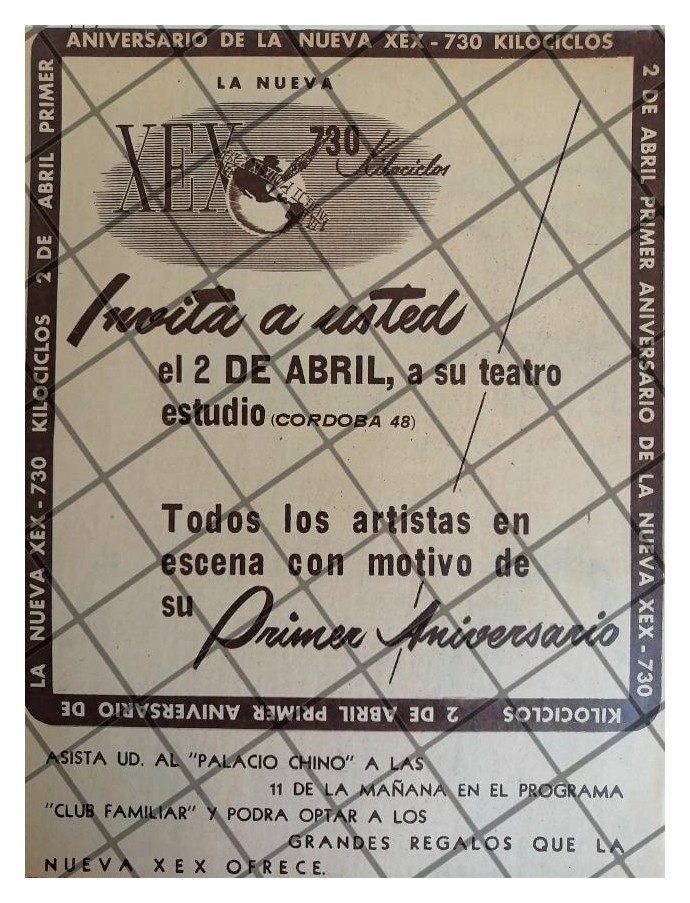 ANIVERSARIO DE LA NUEVA XEX - 730 KILOCICLOS
2 DE ABRIL PRIMER ANIVERSARIO DE LA NUEVA XEX - 730
KILOCICLOS 2 DE ABRIL PRIMER ANIVERSARIO DE
LA NUEVA XEX - 730 KILOCICLOS 2 DE ABRIL PRIMER
LA NUEVA
XEX 730 Kilociclos
Invita a usted
el 2 DE ABRIL, a su teatro
estudio (CORDOBA 48)
Todos los artistas en
escena con motivo de
su Primer Aniversario
ASISTA UD. AL "PALACIO CHINO" A LAS
11 DE LA MAÑANA EN EL PROGRAMA
"CLUB FAMILIAR" Y PODRA OPTAR A LOS
GRANDES REGALOS QUE LA
NUEVA XEX OFRECE.